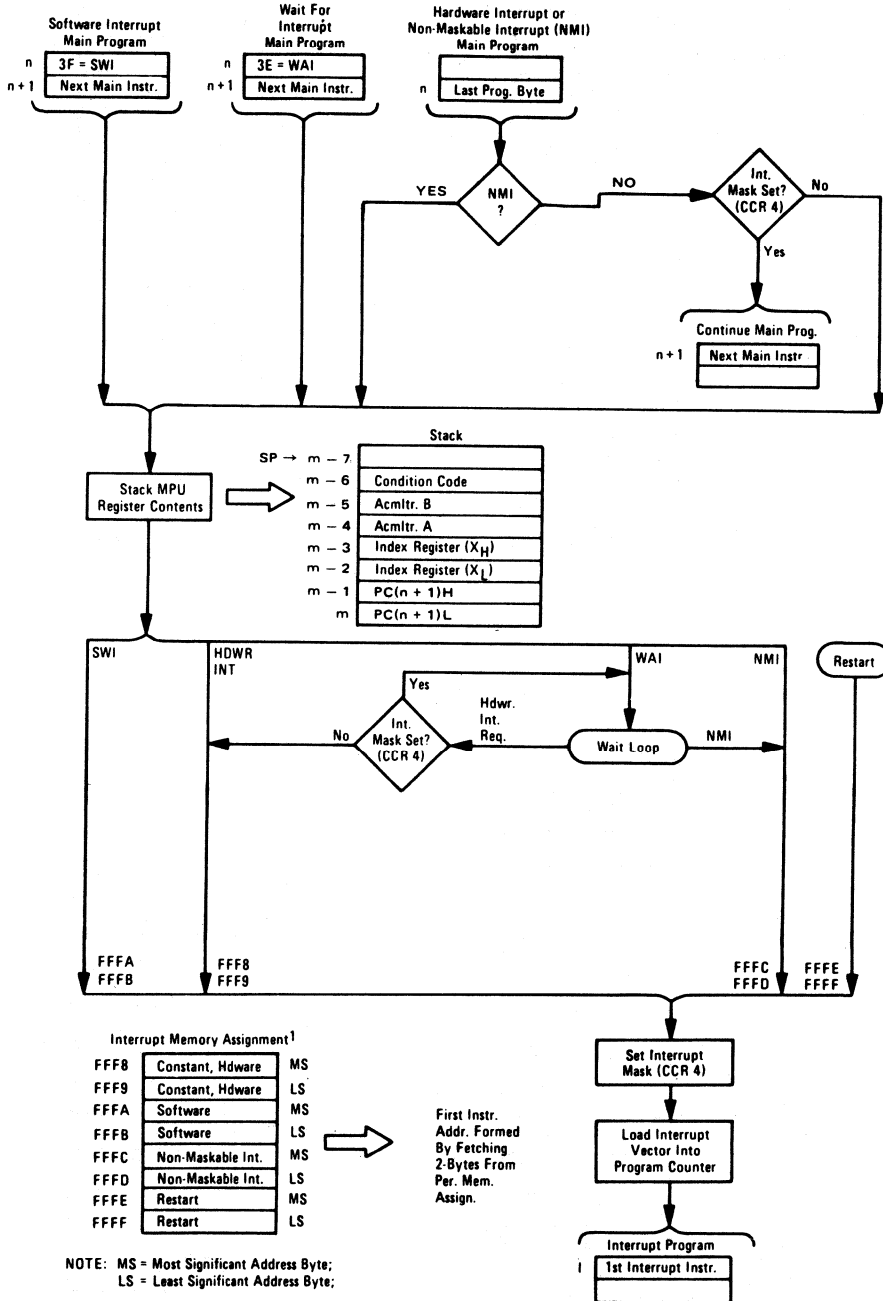 Software Interrupt
Main Program
n 3F = SWI
n + 1 Next Main Instr.
Wait For
Interrupt
Main Program
n 3E = WAI
n + 1 Next Main Instr.
Hardware Interrupt or
Non-Maskable Interrupt (NMI)
Main Program
n Last Prog. Byte
YES
NMI
?
NO
Int.
Mask Set?
(CCR 4)
No
Yes
Continue Main Prog.
n + 1 Next Main Instr
Stack MPU
Register Contents
Stack
SP → m – 7
m – 6 Condition Code
m – 5 Acmltr. B
m – 4 Acmltr. A
m – 3 Index Register (XH)
m – 2 Index Register (XL)
m – 1 PC(n + 1)H
m PC(n + 1)L
SWI
HDWR
INT
WAI
NMI
Restart
Yes
No
Int.
Mask Set?
(CCR 4)
Hdwr.
Int.
Req.
Wait Loop
NMI
FFFA
FFFB
FFF8
FFF9
FFFC
FFFD
FFFE
FFFF
Interrupt Memory Assignment1
FFF8 Constant, Hdware MS
FFF9 Constant, Hdware LS
FFFA Software MS
FFFB Software LS
FFFC Non-Maskable Int. MS
FFFD Non-Maskable Int. LS
FFFE Restart MS
FFFF Restart LS
NOTE: MS = Most Significant Address Byte;
LS = Least Significant Address Byte;
First Instr.
Addr. Formed
By Fetching
2-Bytes From
Per. Mem.
Assign.
Set Interrupt
Mask (CCR 4)
Load Interrupt
Vector Into
Program Counter
Interrupt Program
I 1st Interrupt Instr.